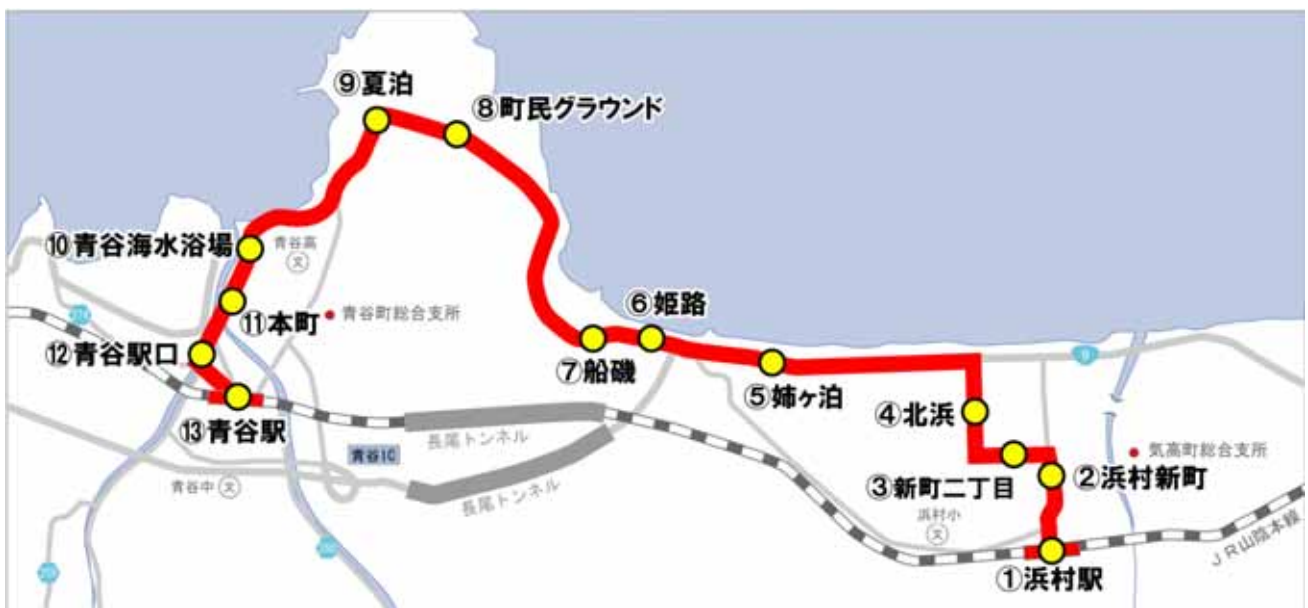 ⑨夏泊
⑧町民グラウンド
⑩青谷海水浴場
青谷高
文
⑪本町
青谷町総合支所
⑫青谷駅口
⑬青谷駅
⑥姫路
⑦船磯
⑤姉ヶ泊
9
④北浜
③新町二丁目
②浜村新町
気高町総合支所
浜村小
文
①浜村駅
JR山陰本線
長尾トンネル
長尾トンネル
青谷IC
青谷中
文